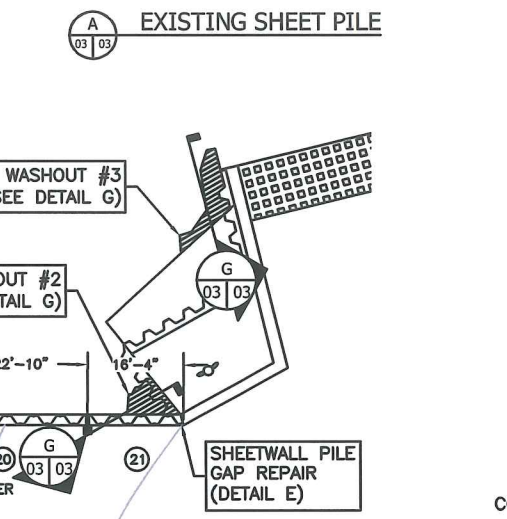 A
03 03
EXISTING SHEET PILE
WASHOUT #3
SEE DETAIL G)
OUT #2
TAIL G)
G
03 03
22'-10"
16'-4"
20
G
03 03
21
ER
SHEETWALL PILE
GAP REPAIR
(DETAIL E)